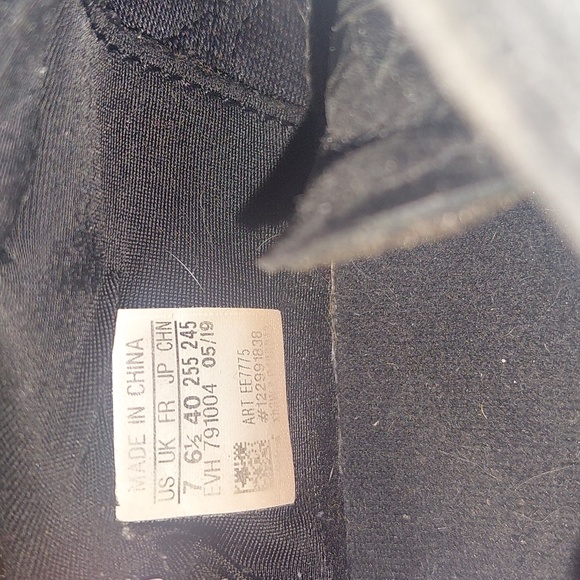 MADE IN CHINA
US UK FR JP CHN
7 6½ 40 255 245
EVH 791004 05/19
ART EE7775
#122991838